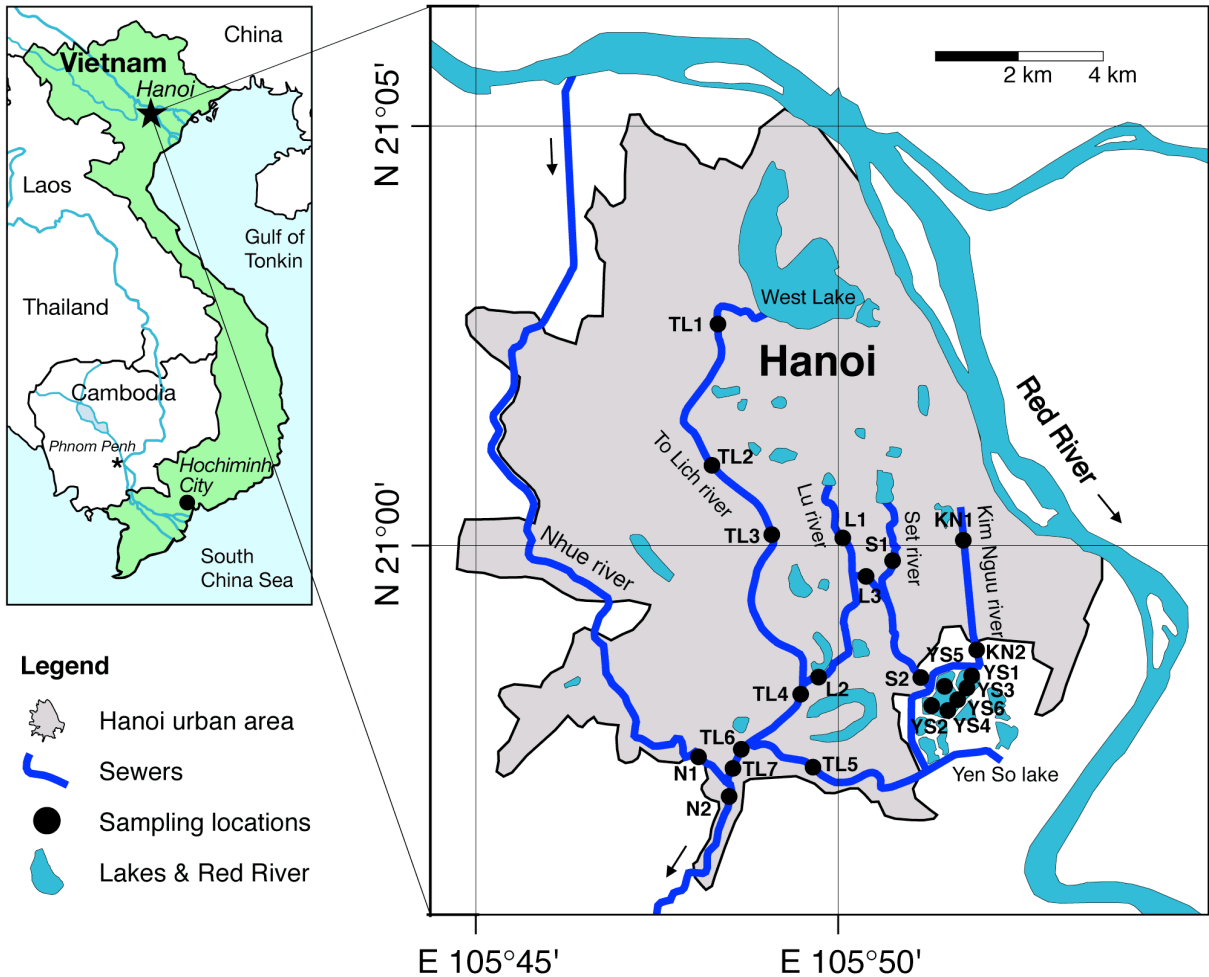 China
Vietnam
Hanoi
Laos
Gulf of
Tonkin
Thailand
Cambodia
Phnom Penh
*
Hochiminh
City
South
China Sea
Legend
Hanoi urban area
Sewers
Sampling locations
Lakes & Red River
2 km
4 km
N 21°05'
N 21°00'
E 105°45'
E 105°50'
West Lake
TL1
Hanoi
Red River
To Lich river
TL2
TL3
Lu river
L1
S1
Set river
KN1
Kim Nguu river
Nhue river
L3
YS5
KN2
YS1
S2
YS3
L2
TL4
YS6
YS2
YS4
TL6
TL5
TL7
N1
N2
Yen So lake